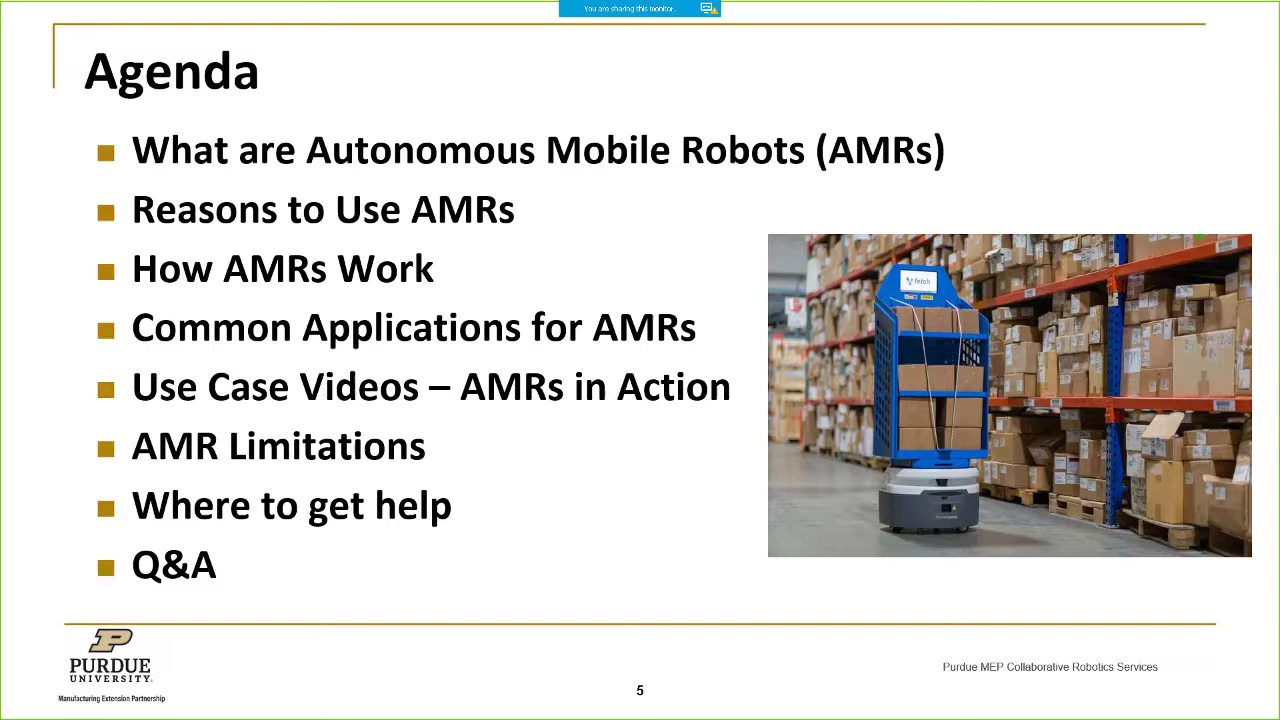 You are sharing this monitor.
Agenda
What are Autonomous Mobile Robots (AMRs)
Reasons to Use AMRs
How AMRs Work
Common Applications for AMRs
Use Case Videos – AMRs in Action
AMR Limitations
Where to get help
Q&A
fetch
P
PURDUE
UNIVERSITY
Manufacturing Extension Partnership
Purdue MEP Collaborative Robotics Services
5